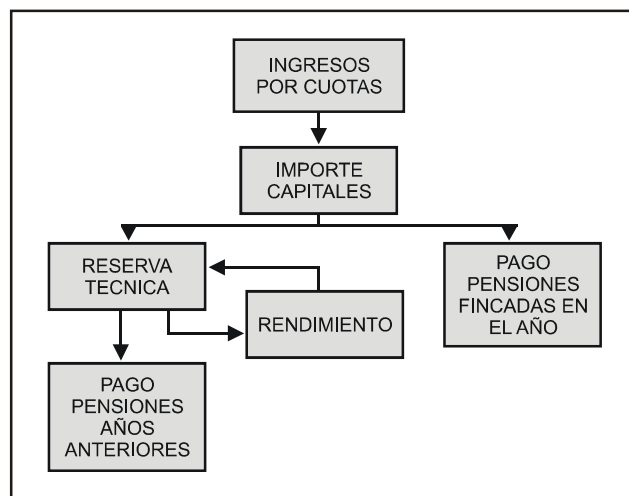 INGRESOS
POR CUOTAS
IMPORTE
CAPITALES
RESERVA
TECNICA
RENDIMIENTO
PAGO
PENSIONES
FINCADAS EN
EL AÑO
PAGO
PENSIONES
AÑOS
ANTERIORES